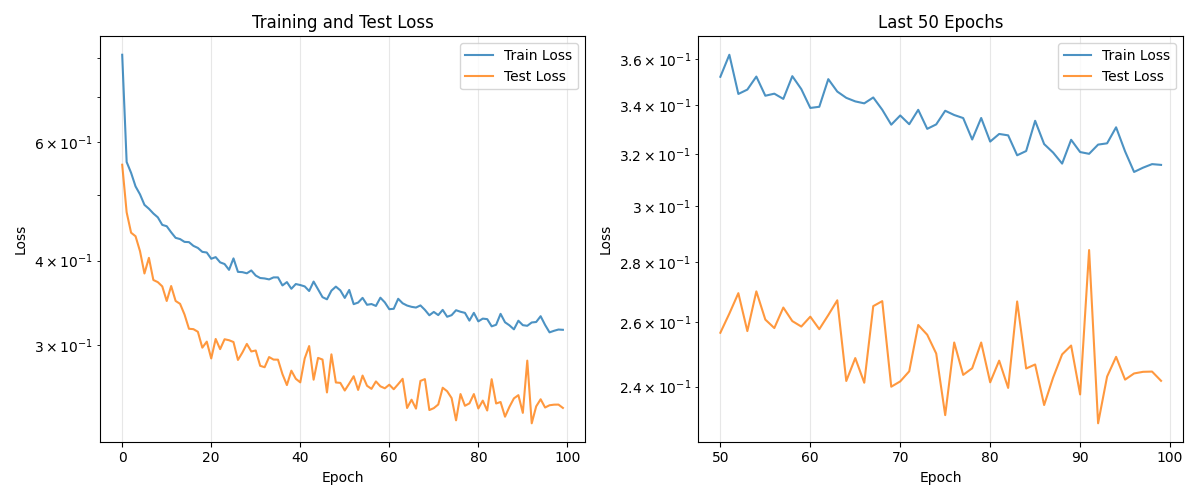 Training and Test Loss
Train Loss
Test Loss
6 × 10⁻¹
4 × 10⁻¹
3 × 10⁻¹
Loss
0 20 40 60 80 100
Epoch
Last 50 Epochs
Train Loss
Test Loss
3.6 × 10⁻¹
3.4 × 10⁻¹
3.2 × 10⁻¹
3 × 10⁻¹
2.8 × 10⁻¹
2.6 × 10⁻¹
2.4 × 10⁻¹
Loss
50 60 70 80 90 100
Epoch